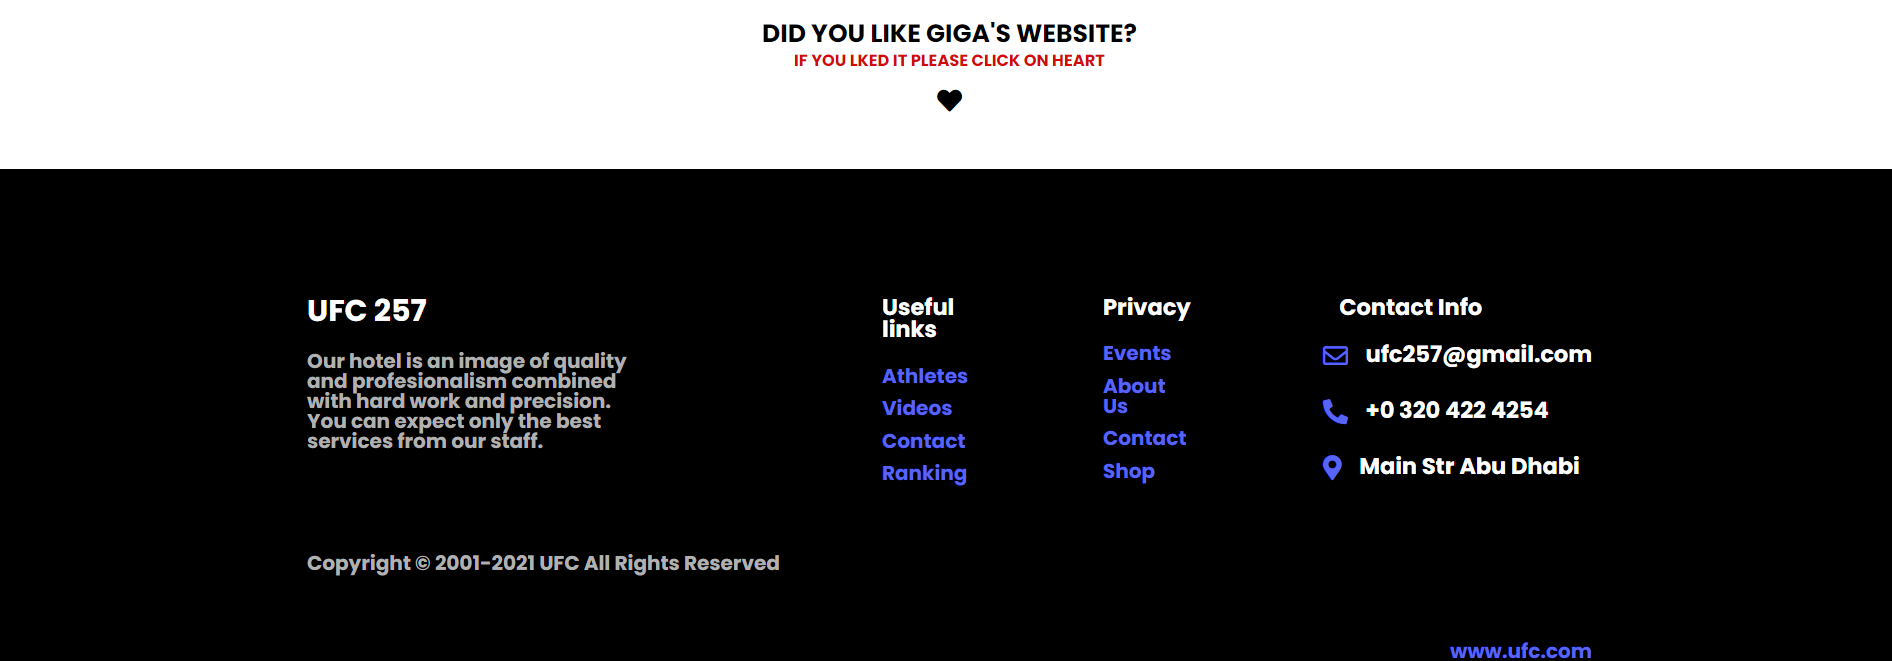 DID YOU LIKE GIGA'S WEBSITE?
IF YOU LKED IT PLEASE CLICK ON HEART
UFC 257
Our hotel is an image of quality
and profesionalism combined
with hard work and precision.
You can expect only the best
services from our staff.
Useful
links
Athletes
Videos
Contact
Ranking
Privacy
Events
About
Us
Contact
Shop
Contact Info
ufc257@gmail.com
+0 320 422 4254
Main Str Abu Dhabi
Copyright © 2001-2021 UFC All Rights Reserved
www.ufc.com